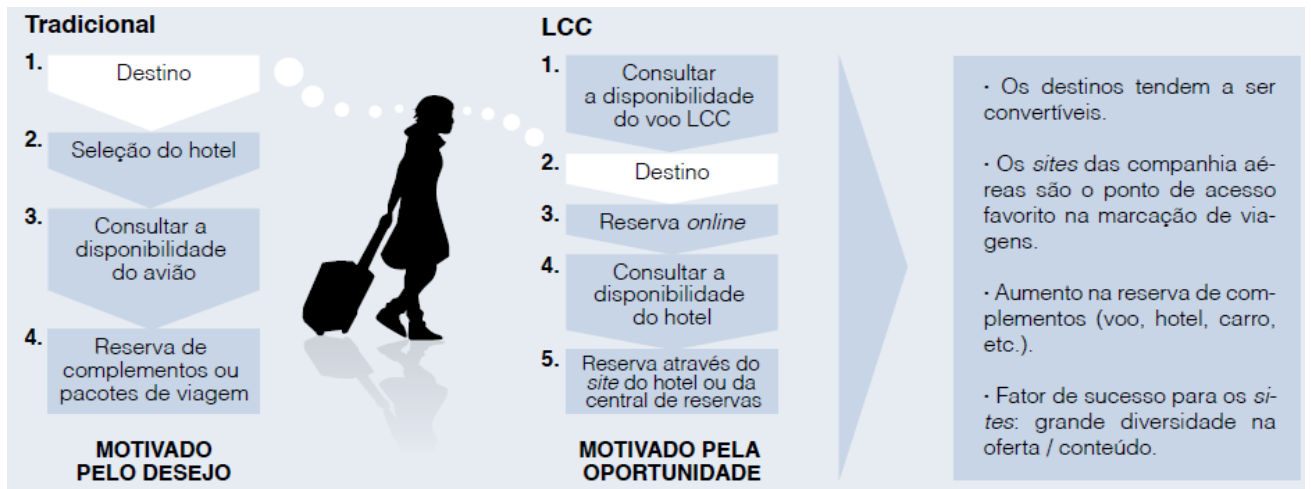 Tradicional
1.
Destino
2.
Seleção do hotel
3.
Consultar a
disponibilidade
do avião
4.
Reserva de
complementos ou
pacotes de viagem
MOTIVADO
PELO DESEJO
LCC
1.
Consultar
a disponibilidade
do voo LCC
2.
Destino
3.
Reserva online
4.
Consultar a
disponibilidade
do hotel
5.
Reserva através do
site do hotel ou da
central de reservas
MOTIVADO PELA
OPORTUNIDADE
· Os destinos tendem a ser
convertíveis.
· Os sites das companhia aé-
reas são o ponto de acesso
favorito na marcação de via-
gens.
· Aumento na reserva de com-
plementos (voo, hotel, carro,
etc.).
· Fator de sucesso para os si-
tes: grande diversidade na
oferta / conteúdo.